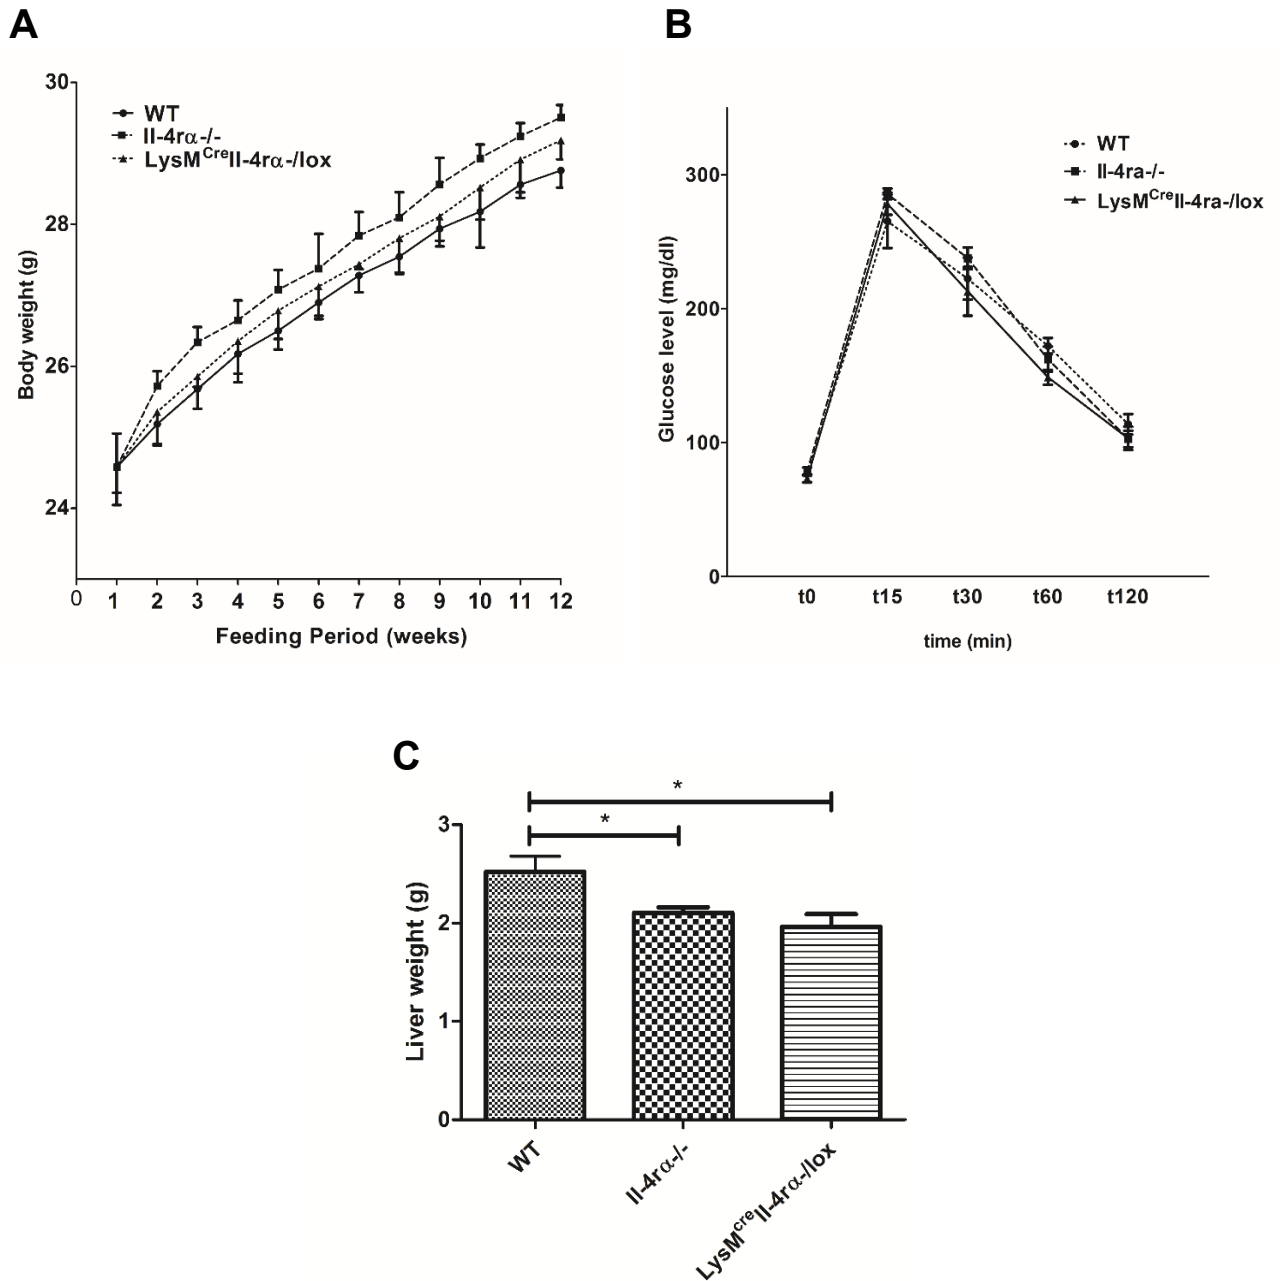 A
30
28
26
24
Body weight (g)
WT
Il-4rα-/-
LysMCreIl-4rα-/lox
0 1 2 3 4 5 6 7 8 9 10 11 12
Feeding Period (weeks)
B
300
200
100
0
Glucose level (mg/dl)
WT
Il-4ra-/-
LysMCreIl-4ra-/lox
t0 t15 t30 t60 t120
time (min)
C
*
*
3
2
1
0
Liver weight (g)
WT
Il-4rα-/-
LysMcreIl-4rα-/lox